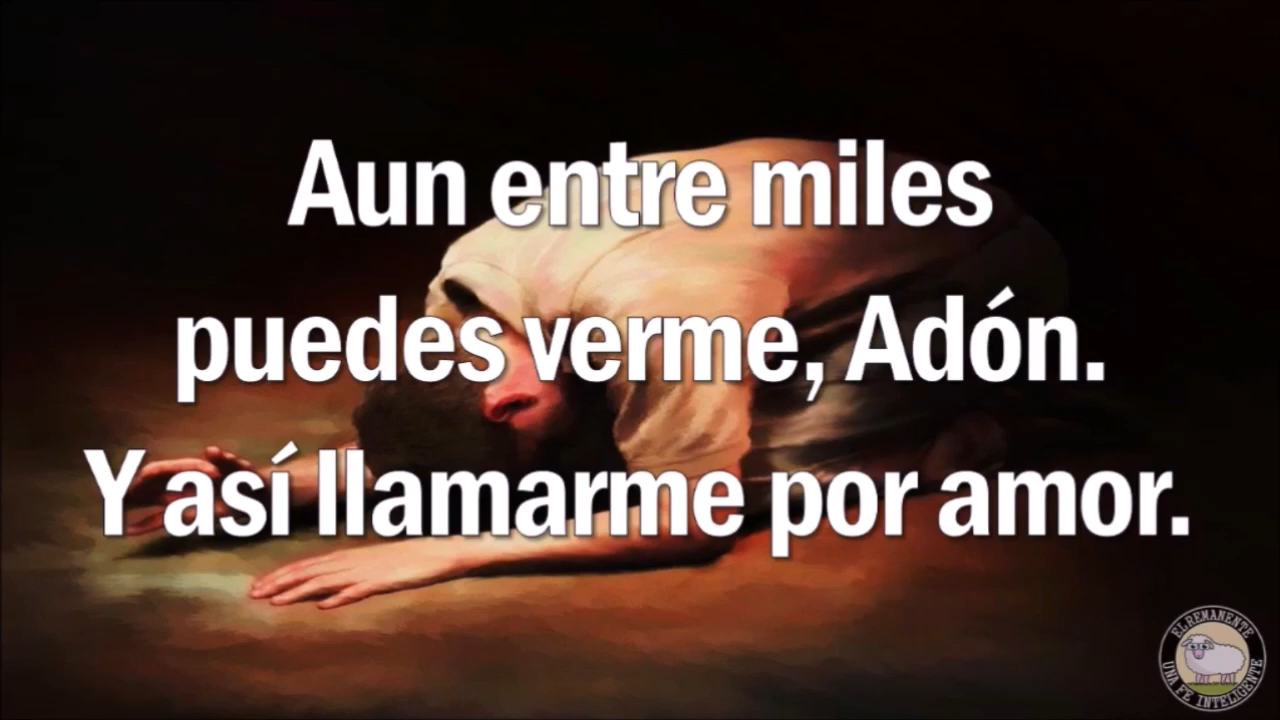 Aun entre miles
puedes verme, Adón.
Y así llamarme por amor.
EL REMANENTE
UNA FE INTELIGENTE